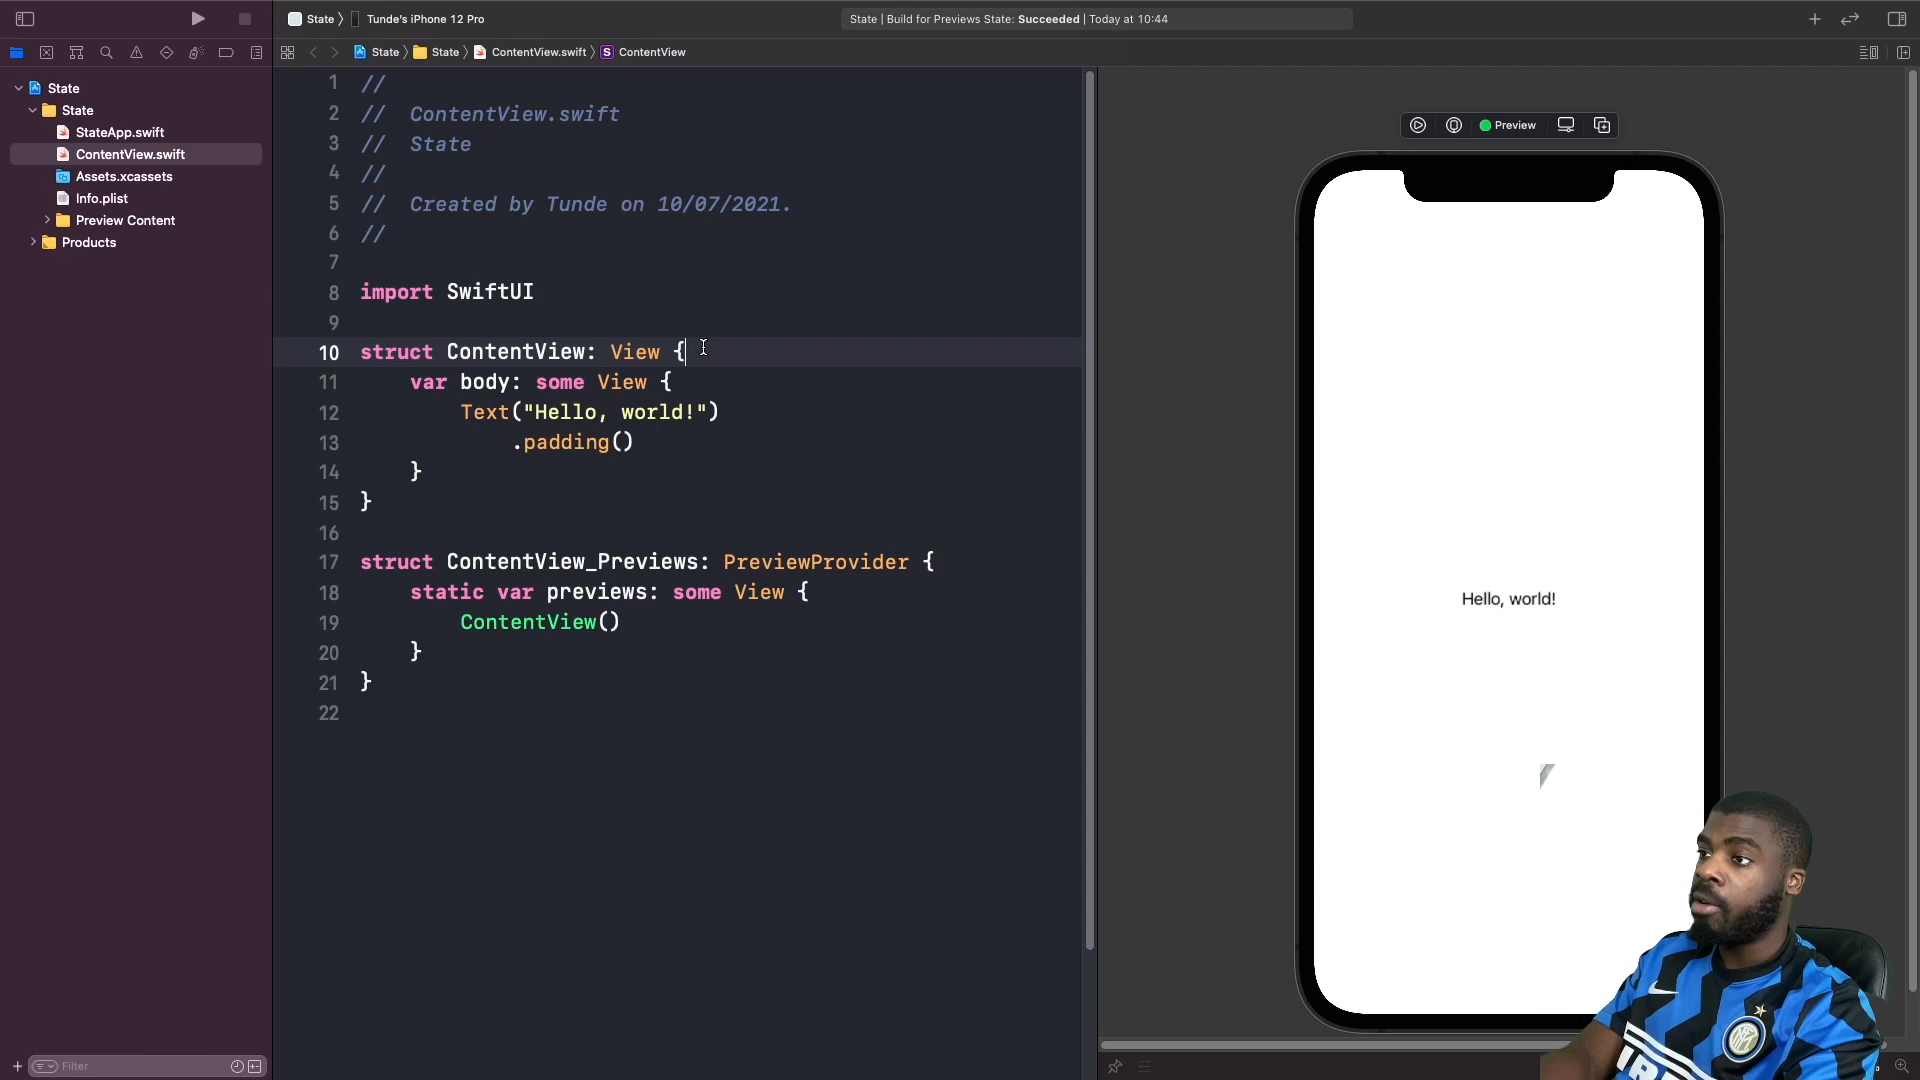 State
Tunde's iPhone 12 Pro
State | Build for Previews State: Succeeded | Today at 10:44
State
State
ContentView.swift
S
ContentView
State
State
StateApp.swift
ContentView.swift
Assets.xcassets
Info.plist
Preview Content
Products
1 //
2 // ContentView.swift
3 // State
4 //
5 // Created by Tunde on 10/07/2021.
6 //
7
8 import SwiftUI
9
10 struct ContentView: View {
11 var body: some View {
12 Text("Hello, world!")
13 .padding()
14 }
15 }
16
17 struct ContentView_Previews: PreviewProvider {
18 static var previews: some View {
19 ContentView()
20 }
21 }
22
Preview
Hello, world!
Filter